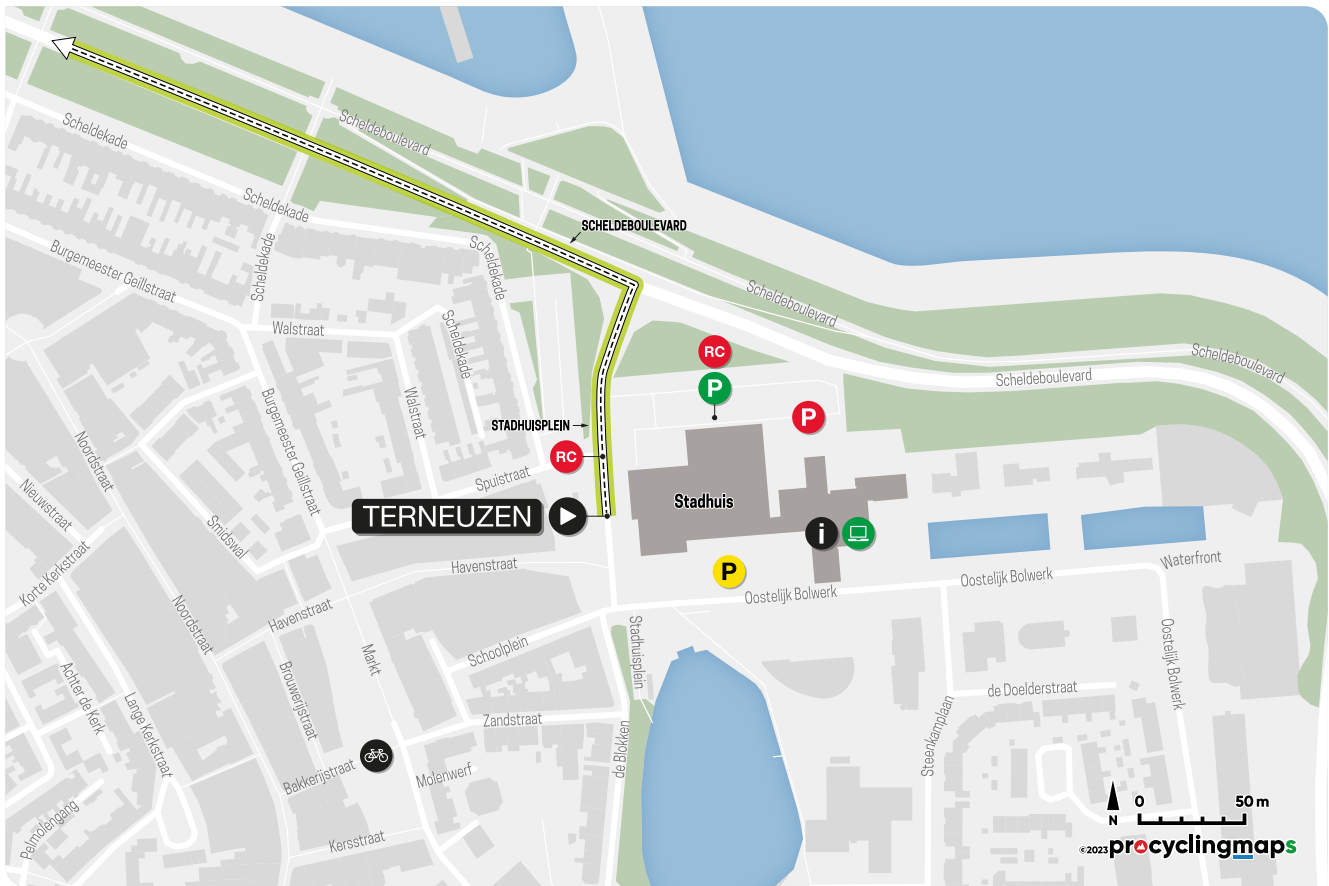 Scheldekade
Scheldeboulevard
Scheldekade
SCHELDEBOULEVARD
Scheldekade
Scheldekade
Burgemeester Geillstraat
Scheldeboulevard
Walstraat
Scheldekade
RC
Scheldeboulevard
Scheldeboulevard
P
Walstraat
Burgemeester Geillstraat
P
STADHUISPLEIN
RC
Noordstraat
Spuistraat
Nieuwstraat
Stadhuis
TERNEUZEN
Smidswal
i
Korte Kerkstraat
Havenstraat
P
Waterfront
Oostelijk Bolwerk
Oostelijk Bolwerk
Noordstraat
Havenstraat
Schoolplein
Stadhuisplein
Markt
Oostelijk Bolwerk
Achter de Kerk
Brouwerijstraat
de Doelderstraat
Lange Kerkstraat
Zandstraat
de Blokken
Steenkamplaan
Bakkerijstraat
Molenwerf
Pelmolengang
Kersstraat
N
0 50 m
©2023 procyclingmaps